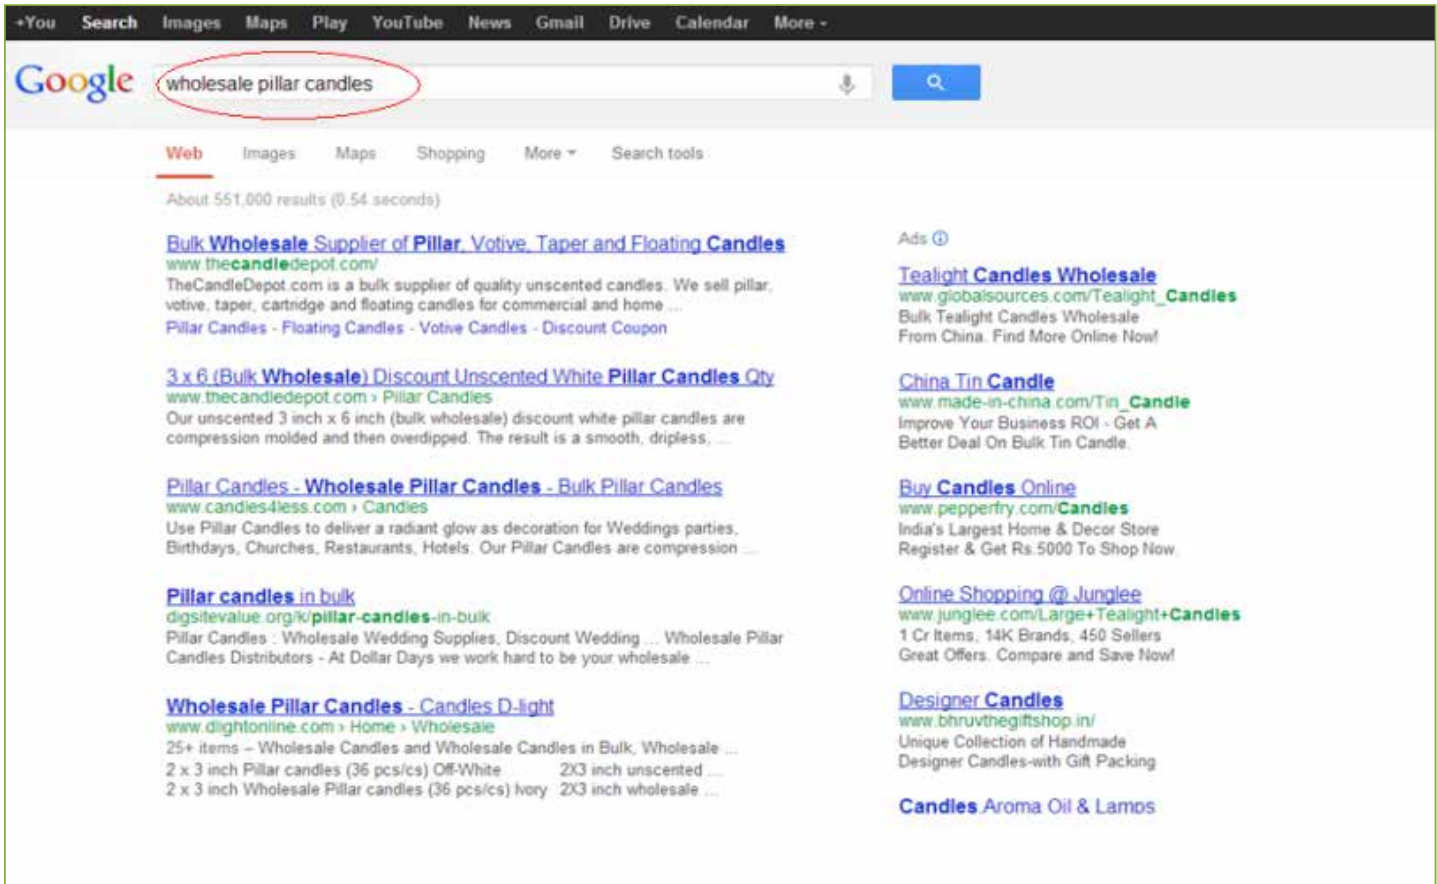 +You Search Images Maps Play YouTube News Gmail Drive Calendar More
Google wholesale pillar candles
Web Images Maps Shopping More Search tools
About 551,000 results (0.54 seconds)
Bulk Wholesale Supplier of Pillar, Votive, Taper and Floating Candles
www.thecandledepot.com/
TheCandleDepot.com is a bulk supplier of quality unscented candles. We sell pillar,
votive, taper, cartridge and floating candles for commercial and home ...
Pillar Candles - Floating Candles - Votive Candles - Discount Coupon
3 x 6 (Bulk Wholesale) Discount Unscented White Pillar Candles Qty
www.thecandledepot.com › Pillar Candles
Our unscented 3 inch x 6 inch (bulk wholesale) discount white pillar candles are
compression molded and then overdipped. The result is a smooth, dripless, ...
Pillar Candles - Wholesale Pillar Candles - Bulk Pillar Candles
www.candles4less.com › Candles
Use Pillar Candles to deliver a radiant glow as decoration for Weddings parties,
Birthdays, Churches, Restaurants, Hotels. Our Pillar Candles are compression ...
Pillar candles in bulk
digsitevalue.org/k/pillar-candles-in-bulk
Pillar Candles : Wholesale Wedding Supplies, Discount Wedding ... Wholesale Pillar
Candles Distributors - At Dollar Days we work hard to be your wholesale ...
Wholesale Pillar Candles - Candles D-light
www.dlightonline.com › Home › Wholesale
25+ items – Wholesale Candles and Wholesale Candles in Bulk, Wholesale ...
2 x 3 inch Pillar candles (36 pcs/cs) Off-White 2X3 inch unscented ...
2 x 3 inch Wholesale Pillar candles (36 pcs/cs) Ivory 2X3 inch wholesale ...
Ads
Tealight Candles Wholesale
www.globalsources.com/Tealight_Candles
Bulk Tealight Candles Wholesale
From China. Find More Online Now!
China Tin Candle
www.made-in-china.com/Tin_Candle
Improve Your Business ROI - Get A
Better Deal On Bulk Tin Candle.
Buy Candles Online
www.pepperfry.com/Candles
India's Largest Home & Decor Store
Register & Get Rs.5000 To Shop Now.
Online Shopping @ Junglee
www.junglee.com/Large+Tealight+Candles
1 Cr Items, 14K Brands, 450 Sellers
Great Offers. Compare and Save Now!
Designer Candles
www.bhruvthegiftshop.in/
Unique Collection of Handmade
Designer Candles-with Gift Packing
Candles Aroma Oil & Lamps